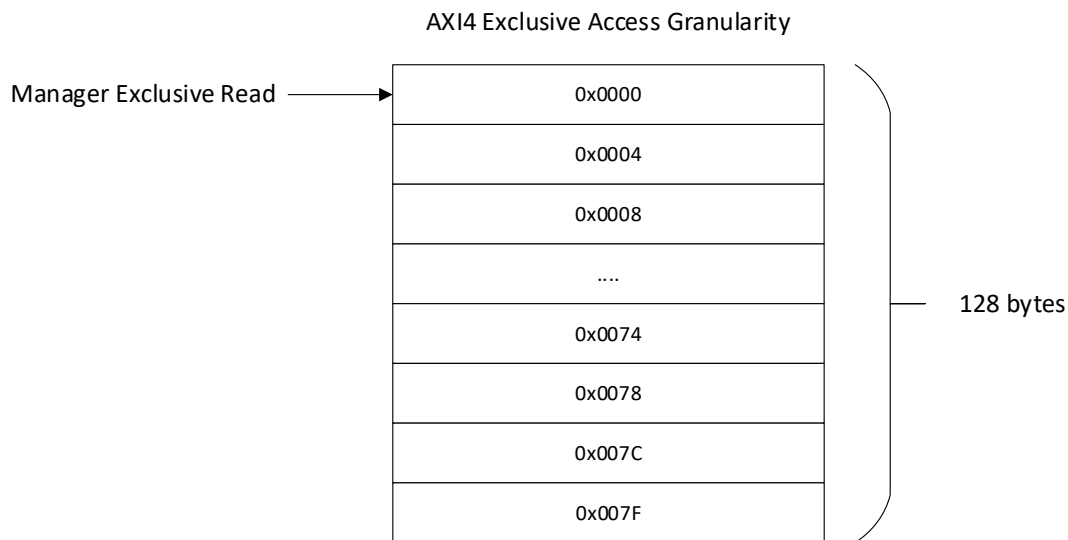 AXI4 Exclusive Access Granularity
Manager Exclusive Read
0x0000
0x0004
0x0008
....
0x0074
0x0078
0x007C
0x007F
128 bytes